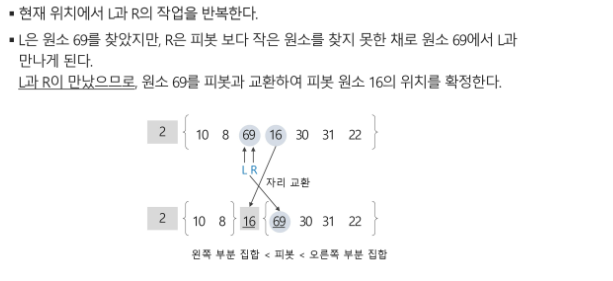 ▪ 현재 위치에서 L과 R의 작업을 반복한다.
▪ L은 원소 69를 찾았지만, R은 피봇 보다 작은 원소를 찾지 못한 채로 원소 69에서 L과
만나게 된다.
L과 R이 만났으므로, 원소 69를 피봇과 교환하여 피봇 원소 16의 위치를 확정한다.
2 { 10 8 69 16 30 31 22 }
L R
자리 교환
2 { 10 8 } 16 { 69 30 31 22 }
왼쪽 부분 집합 < 피봇 < 오른쪽 부분 집합